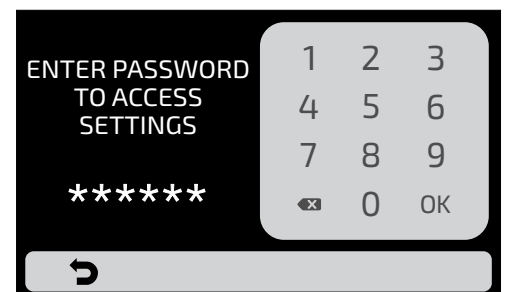 ENTER PASSWORD
TO ACCESS
SETTINGS
******
1 2 3
4 5 6
7 8 9
0 OK